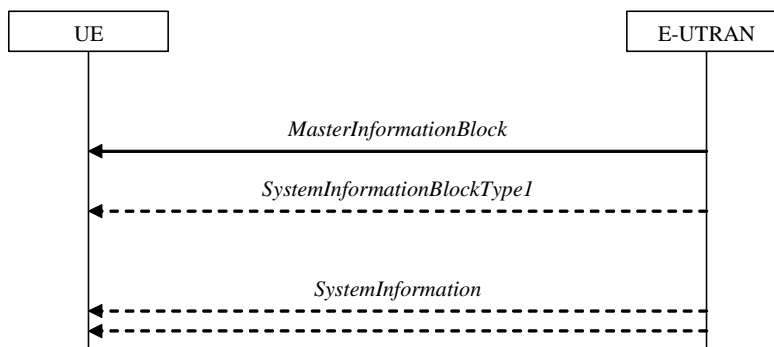 UE
E-UTRAN
MasterInformationBlock
SystemInformationBlockType1
SystemInformation